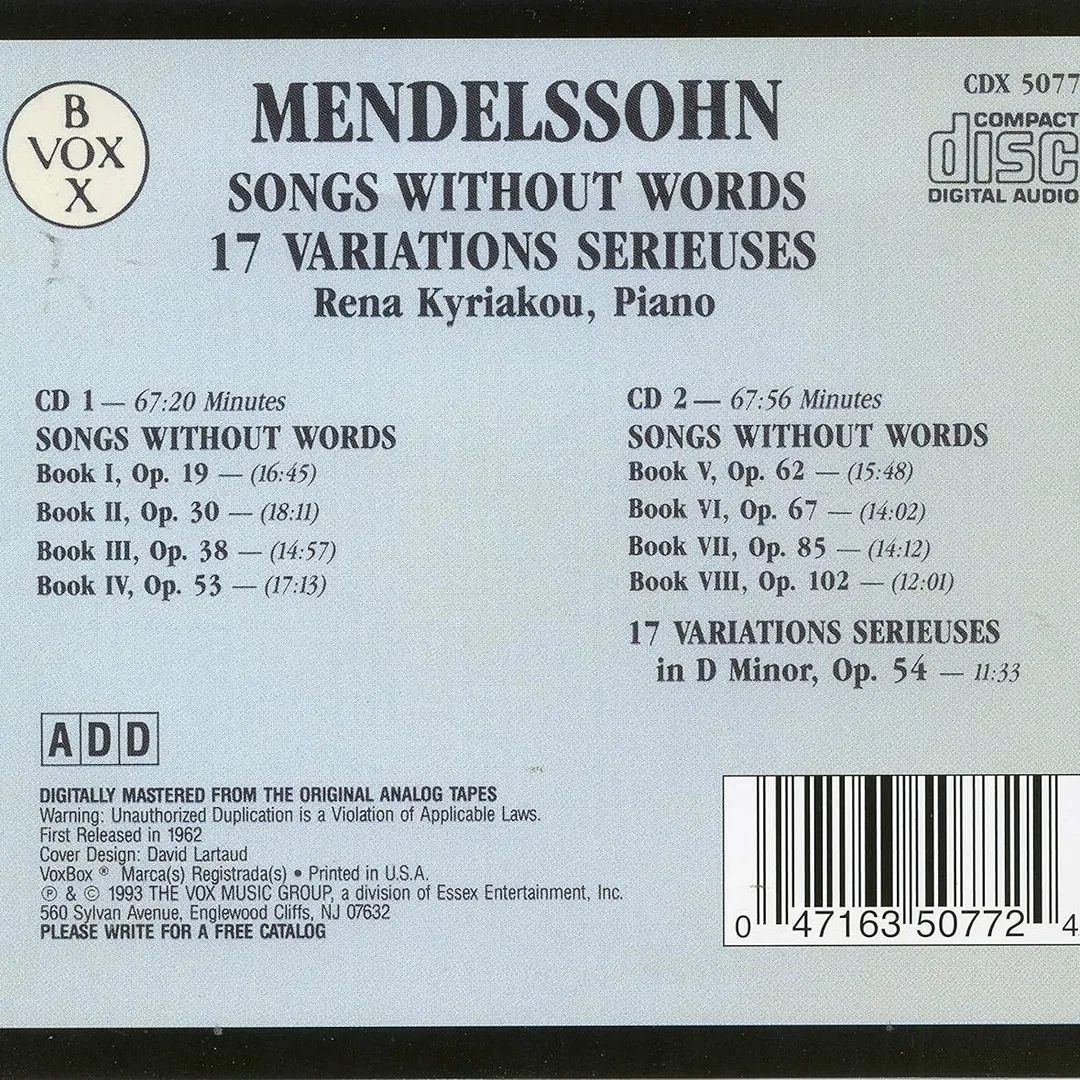 B
VOX
X
MENDELSSOHN
SONGS WITHOUT WORDS
17 VARIATIONS SERIEUSES
Rena Kyriakou, Piano
CDX 5077
COMPACT
disc
DIGITAL AUDIO
CD 1 — 67:20 Minutes
SONGS WITHOUT WORDS
Book I, Op. 19 — (16:45)
Book II, Op. 30 — (18:11)
Book III, Op. 38 — (14:57)
Book IV, Op. 53 — (17:13)
CD 2 — 67:56 Minutes
SONGS WITHOUT WORDS
Book V, Op. 62 — (15:48)
Book VI, Op. 67 — (14:02)
Book VII, Op. 85 — (14:12)
Book VIII, Op. 102 — (12:01)
17 VARIATIONS SERIEUSES
in D Minor, Op. 54 — 11:33
ADD
DIGITALLY MASTERED FROM THE ORIGINAL ANALOG TAPES
Warning: Unauthorized Duplication is a Violation of Applicable Laws.
First Released in 1962
Cover Design: David Lartaud
VoxBox ® Marca(s) Registrada(s) • Printed in U.S.A.
℗ & © 1993 THE VOX MUSIC GROUP, a division of Essex Entertainment, Inc.
560 Sylvan Avenue, Englewood Cliffs, NJ 07632
PLEASE WRITE FOR A FREE CATALOG
0 47163 50772 4